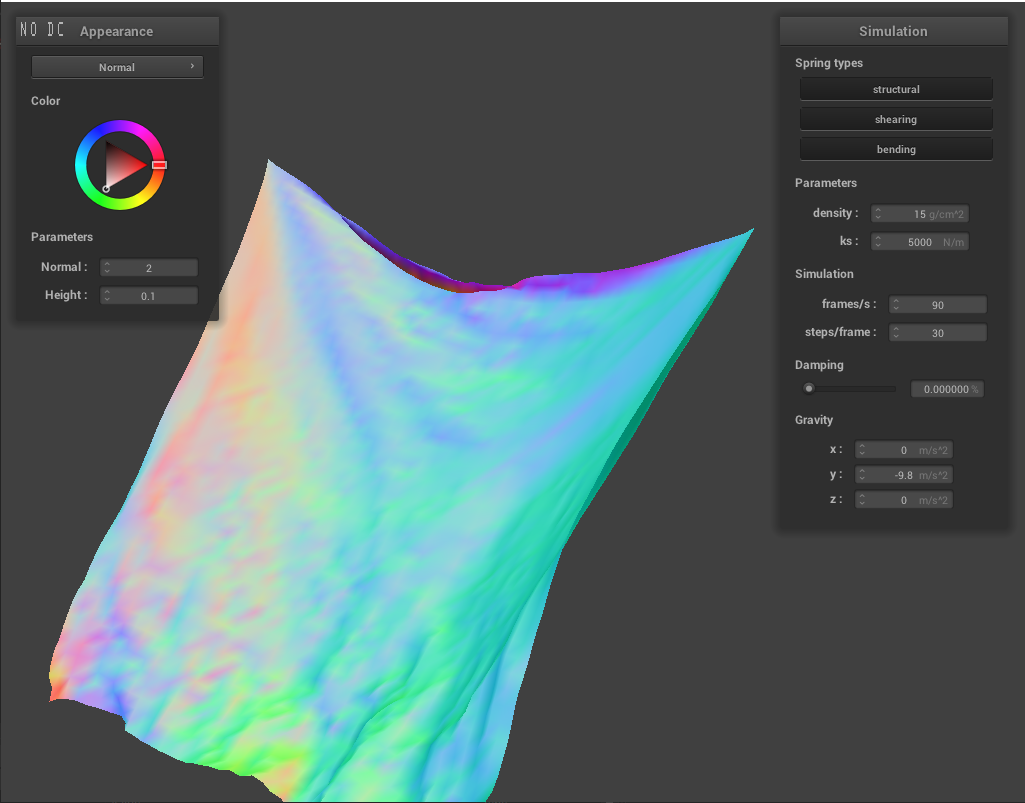 NO DC Appearance
Normal
Color
Parameters
Normal : 2
Height : 0.1
Simulation
Spring types
structural
shearing
bending
Parameters
density : 15 g/cm^2
ks : 5000 N/m
Simulation
frames/s : 90
steps/frame : 30
Damping
0.000000 %
Gravity
x : 0 m/s^2
y : -9.8 m/s^2
z : 0 m/s^2